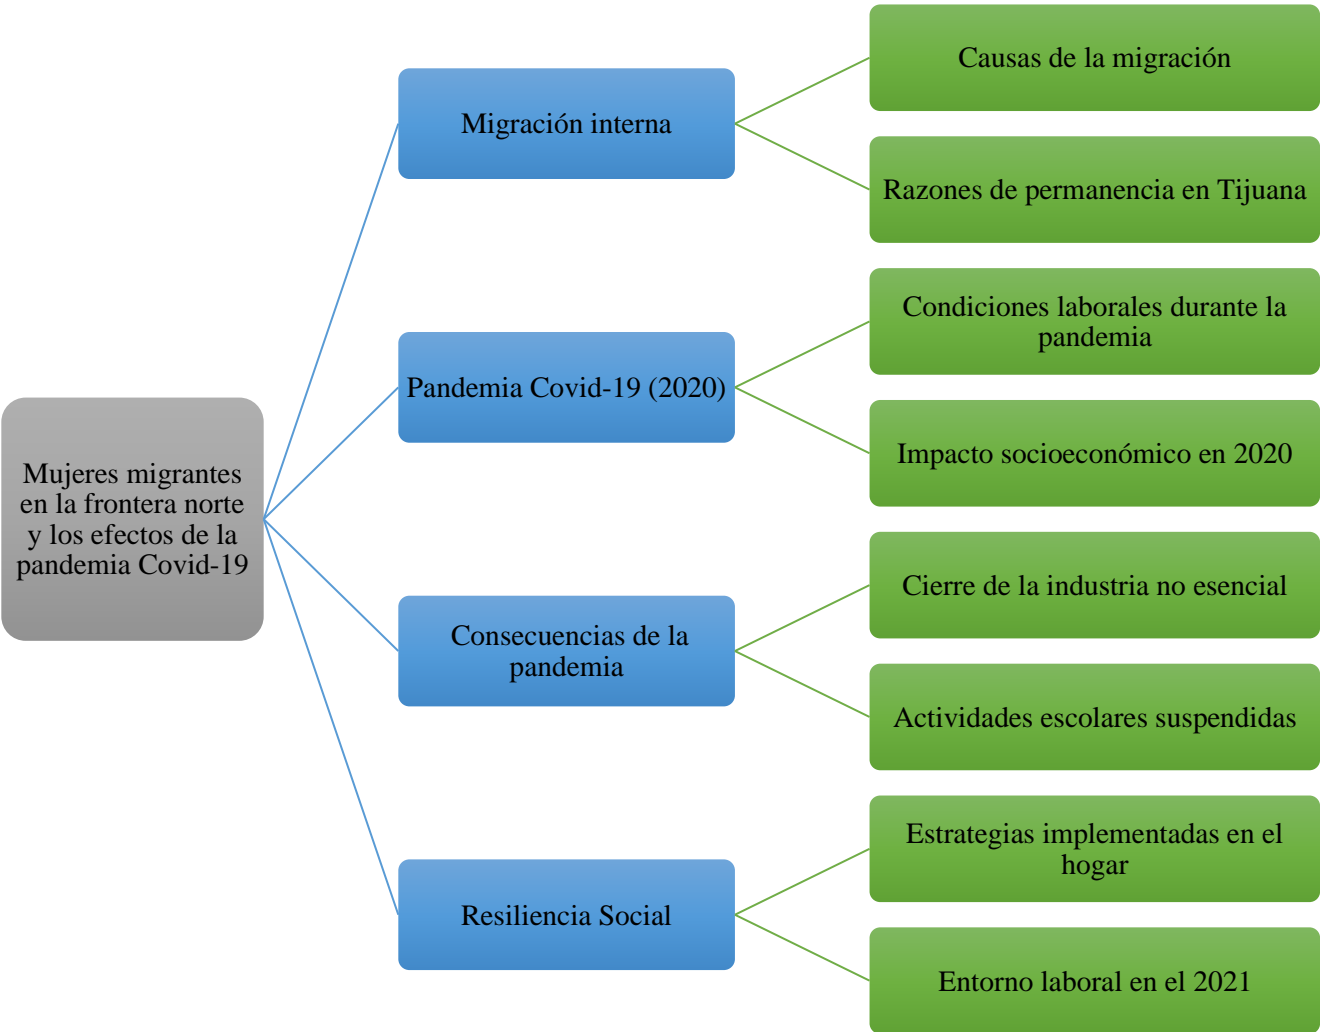 Mujeres migrantes
en la frontera norte
y los efectos de la
pandemia Covid-19
Migración interna
Causas de la migración
Razones de permanencia en Tijuana
Pandemia Covid-19 (2020)
Condiciones laborales durante la
pandemia
Impacto socioeconómico en 2020
Consecuencias de la
pandemia
Cierre de la industria no esencial
Actividades escolares suspendidas
Resiliencia Social
Estrategias implementadas en el
hogar
Entorno laboral en el 2021